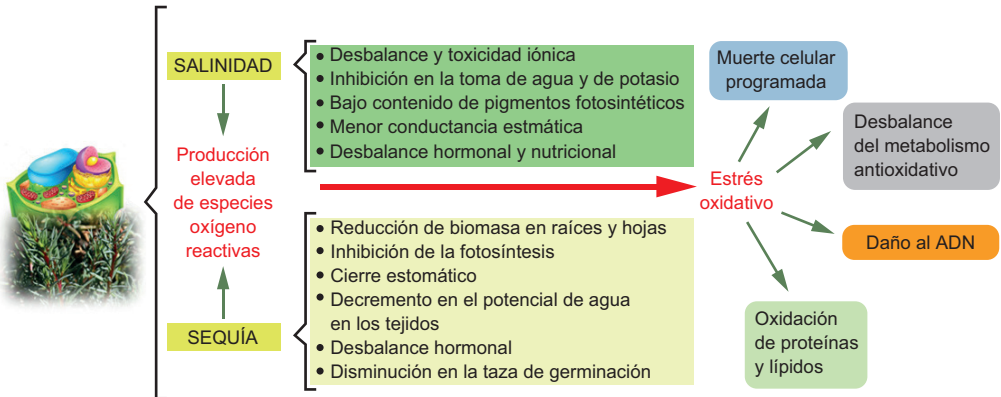 SALINIDAD
Producción
elevada
de especies
oxígeno
reactivas
SEQUÍA
• Desbalance y toxicidad iónica
• Inhibición en la toma de agua y de potasio
• Bajo contenido de pigmentos fotosintéticos
• Menor conductancia estmática
• Desbalance hormonal y nutricional
• Reducción de biomasa en raíces y hojas
• Inhibición de la fotosíntesis
• Cierre estomático
• Decremento en el potencial de agua
en los tejidos
• Desbalance hormonal
• Disminución en la taza de germinación
Estrés
oxidativo
Muerte celular
programada
Desbalance
del metabolismo
antioxidativo
Daño al ADN
Oxidación
de proteínas
y lípidos